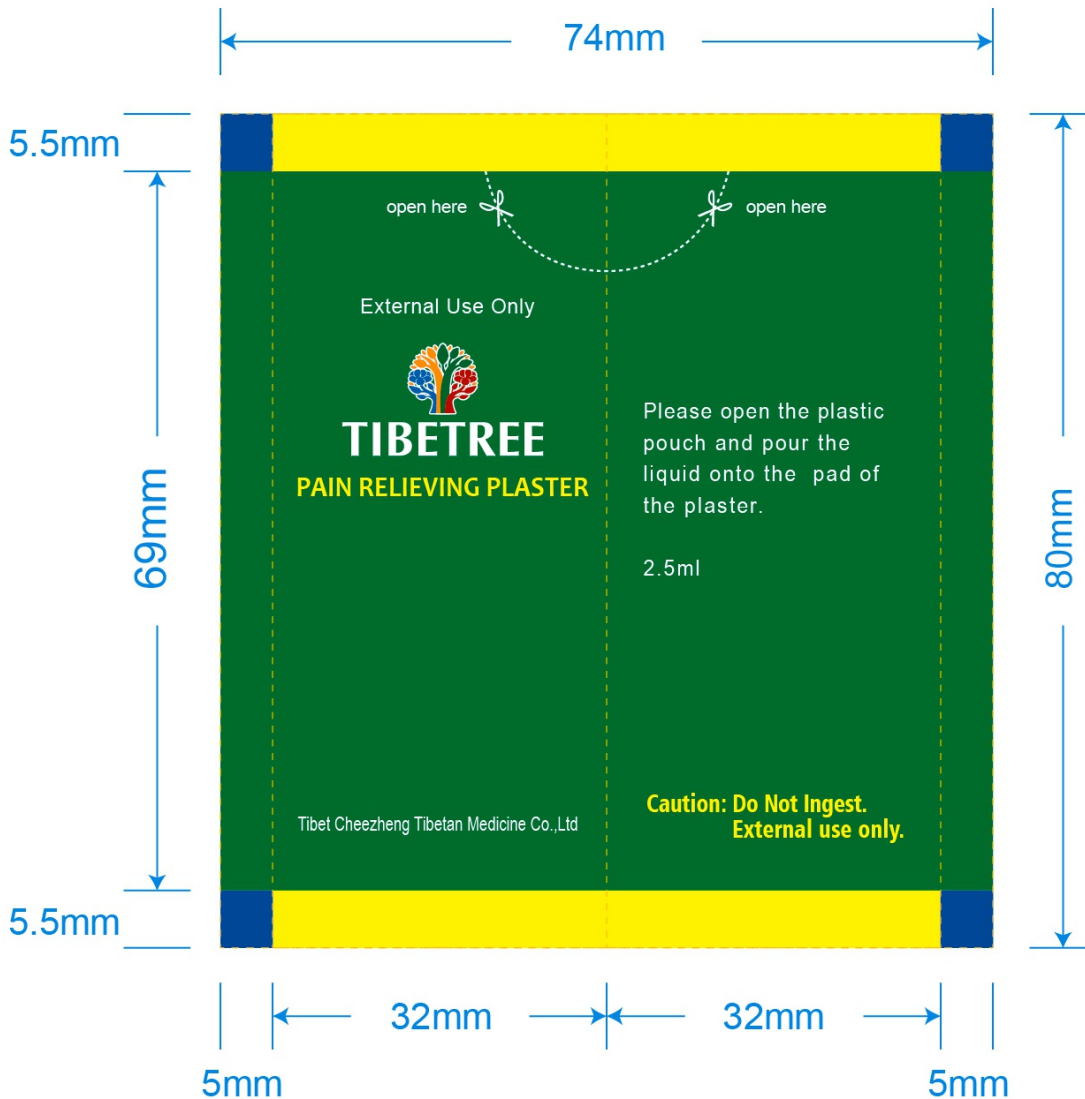 74mm
5.5mm
open here
open here
External Use Only
TIBETREE
PAIN RELIEVING PLASTER
Please open the plastic
pouch and pour the
liquid onto the pad of
the plaster.
2.5ml
69mm
80mm
Tibet Cheezheng Tibetan Medicine Co.,Ltd
Caution: Do Not Ingest.
External use only.
5.5mm
32mm
32mm
5mm
5mm